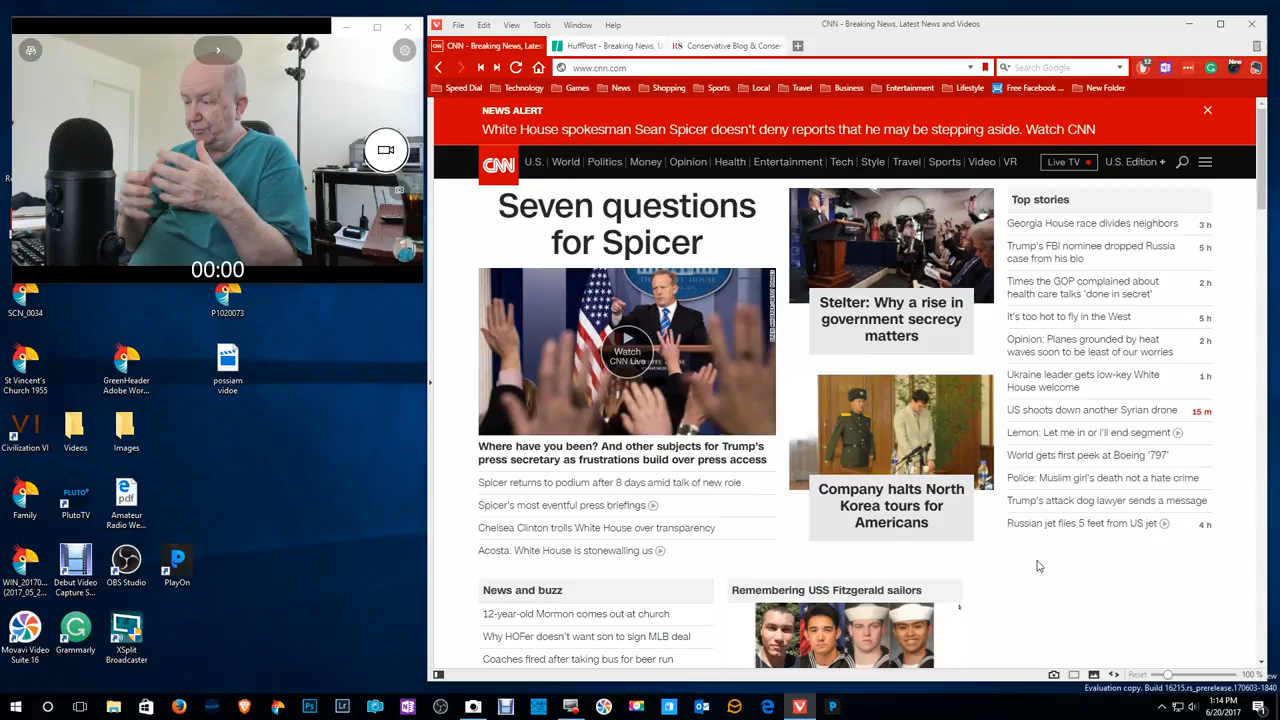 00:00
SCN_0034
P1020073
St Vincent's
Church 1955
GreenHeader
Adobe Wor...
possiam
vidoe
Civilization VI
Videos
Images
Family
PlutoTV
Amateur
Radio We...
WIN_20170...
(2017_05_2...
Debut Video
Capture S...
OBS Studio
PlayOn
Movavi Video
Suite 16
Grammarly
XSplit
Broadcaster
File Edit View Tools Window Help
CNN - Breaking News, Latest News and Videos
CNN - Breaking News, Lates
HuffPost - Breaking News, U
RS Conservative Blog & Conser
www.cnn.com
Search Google
New
Speed Dial Technology Games News Shopping Sports Local Travel Business Entertainment Lifestyle Free Facebook ... New Folder
NEWS ALERT
White House spokesman Sean Spicer doesn't deny reports that he may be stepping aside. Watch CNN
CNN U.S. World Politics Money Opinion Health Entertainment Tech Style Travel Sports Video VR Live TV U.S. Edition +
Seven questions
for Spicer
Watch
CNN Live
Where have you been? And other subjects for Trump's
press secretary as frustrations build over press access
Spicer returns to podium after 8 days amid talk of new role
Spicer's most eventful press briefings
Chelsea Clinton trolls White House over transparency
Acosta: White House is stonewalling us
Stelter: Why a rise in
government secrecy
matters
Company halts North
Korea tours for
Americans
Top stories
Georgia House race divides neighbors 3 h
Trump's FBI nominee dropped Russia
case from his bio 5 h
Times the GOP complained about
health care talks 'done in secret' 2 h
It's too hot to fly in the West 5 h
Opinion: Planes grounded by heat
waves soon to be least of our worries 2 h
Ukraine leader gets low-key White
House welcome 1 h
US shoots down another Syrian drone 15 m
Lemon: Let me in or I'll end segment
World gets first peek at Boeing '797'
Police: Muslim girl's death not a hate crime
Trump's attack dog lawyer sends a message
Russian jet flies 5 feet from US jet 4 h
News and buzz
12-year-old Mormon comes out at church
Why HOFer doesn't want son to sign MLB deal
Coaches fired after taking bus for beer run
Remembering USS Fitzgerald sailors
Reset 100 %
Evaluation copy. Build 16215.rs_prerelease.170603-1840
1:14 PM
6/20/2017